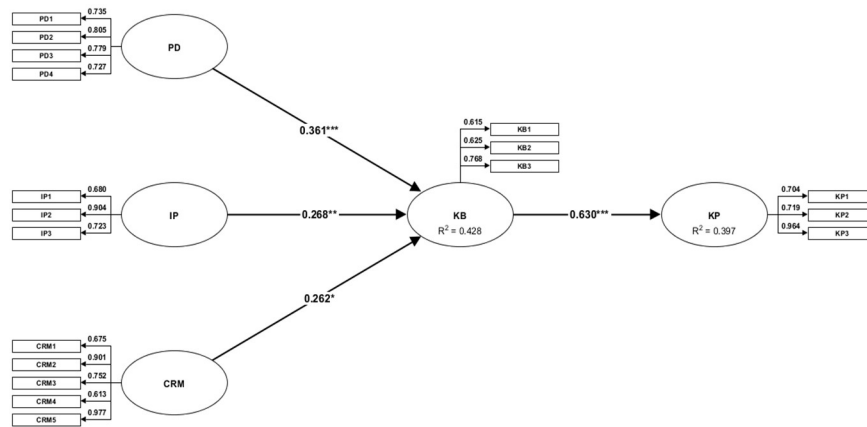 PD1
0.735
PD2
0.805
PD3
0.779
PD4
0.727
PD
0.361***
IP1
0.680
IP2
0.904
IP3
0.723
IP
0.268**
CRM1
0.675
CRM2
0.901
CRM3
0.752
CRM4
0.613
CRM5
0.977
CRM
0.262*
0.615
KB1
0.625
KB2
0.768
KB3
KB
R² = 0.428
0.630***
KP
R² = 0.397
0.704
KP1
0.719
KP2
0.964
KP3